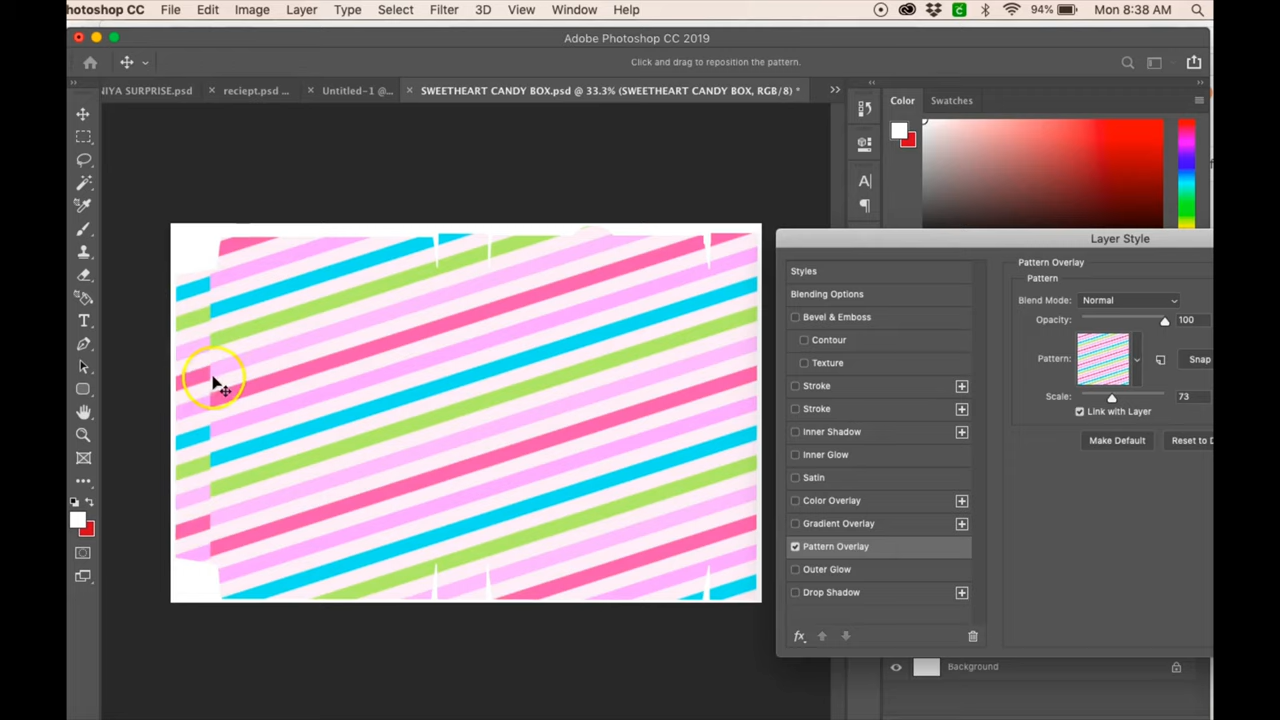 hotoshop CC File Edit Image Layer Type Select Filter 3D View Window Help 94% Mon 8:38 AM
Adobe Photoshop CC 2019
Click and drag to reposition the pattern.
NIYA SURPRISE.psd × reciept.psd ... × Untitled-1 @... × SWEETHEART CANDY BOX.psd @ 33.3% (SWEETHEART CANDY BOX, RGB/8) *
Color Swatches
Layer Style
Styles
Blending Options
Bevel & Emboss
Contour
Texture
Stroke
Stroke
Inner Shadow
Inner Glow
Satin
Color Overlay
Gradient Overlay
Pattern Overlay
Outer Glow
Drop Shadow
fx
Pattern Overlay
Pattern
Blend Mode: Normal
Opacity: 100
Pattern: Snap
Scale: 73
Link with Layer
Make Default Reset to D
Background